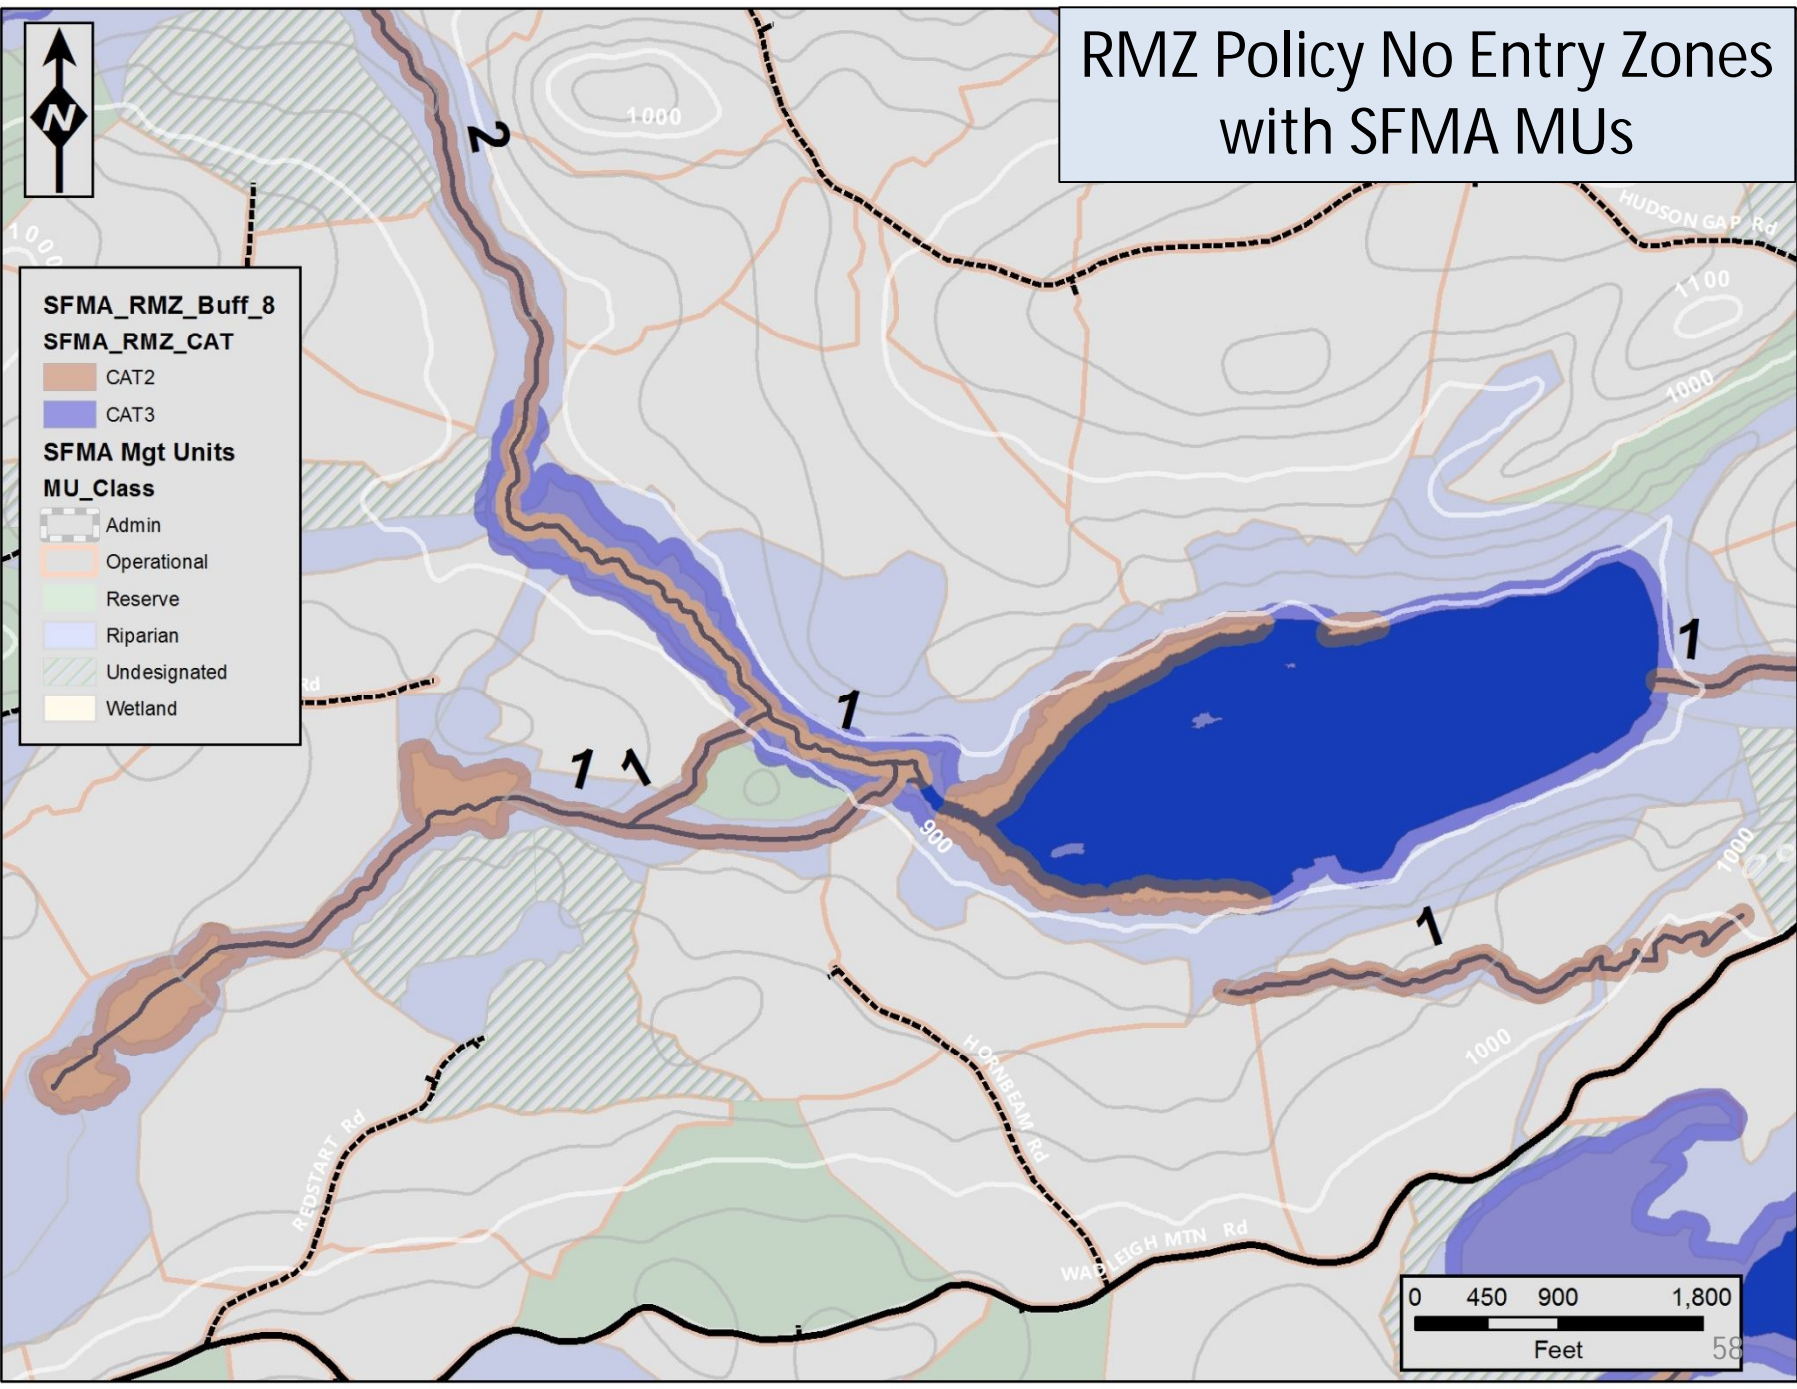 RMZ Policy No Entry Zones
with SFMA MUs
N
2
1000
HUDSON GAP Rd
1000
1100
1000
SFMA_RMZ_Buff_8
SFMA_RMZ_CAT
CAT2
CAT3
SFMA Mgt Units
MU_Class
Admin
Operational
Reserve
Riparian
Undesignated
Wetland
Rd
1
1
1
1
900
1000
1
HORNBEAM Rd
1000
REDSTART Rd
WADLEIGH MTN Rd
0 450 900 1,800
Feet
58